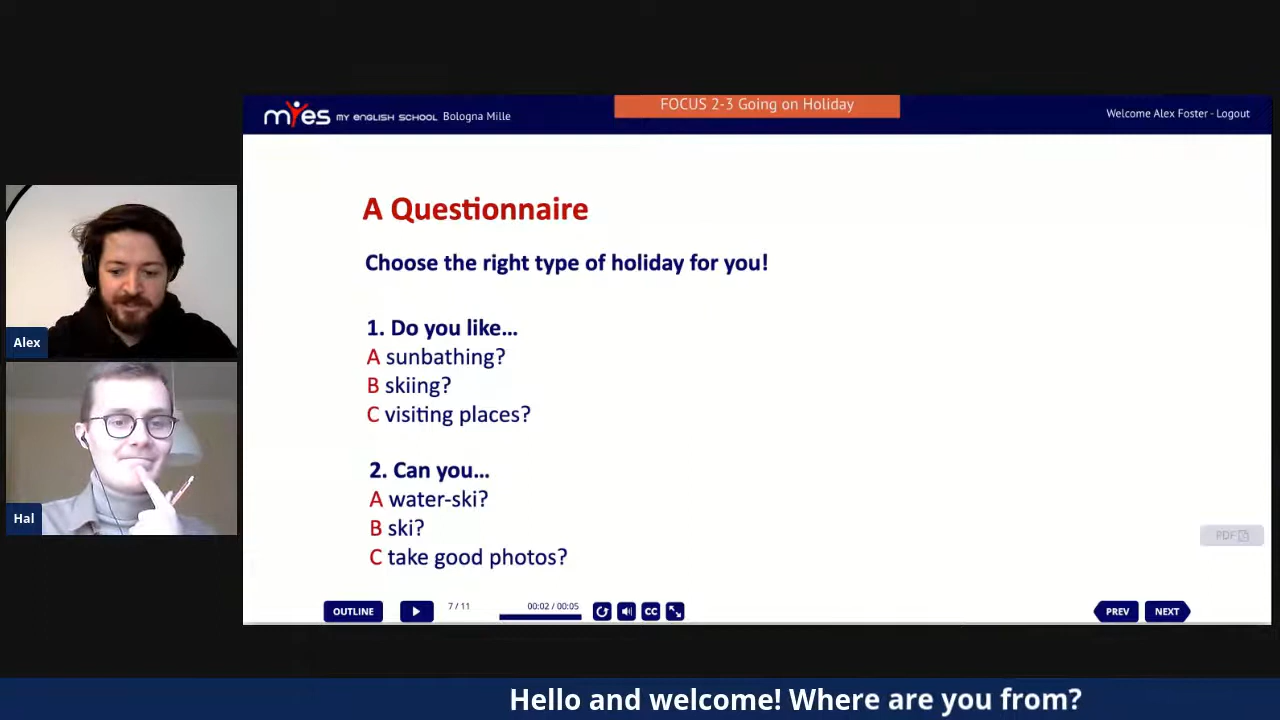 FOCUS 2-3 Going on Holiday
myes MY ENGLISH SCHOOL Bologna Mille
Welcome Alex Foster - Logout
A Questionnaire
Choose the right type of holiday for you!
1. Do you like...
A sunbathing?
B skiing?
C visiting places?
2. Can you...
A water-ski?
B ski?
C take good photos?
Alex
Hal
PDF
OUTLINE
7 / 11
00:02 / 00:05
CC
PREV
NEXT
Hello and welcome! Where are you from?